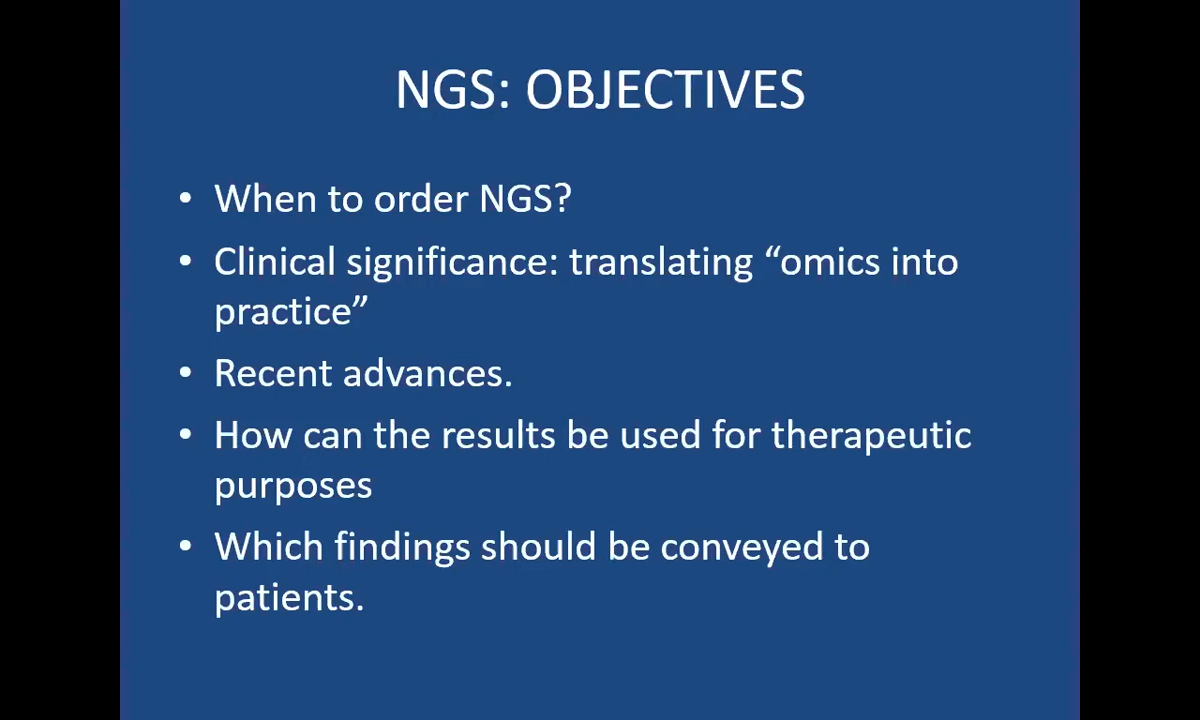 NGS: OBJECTIVES
• When to order NGS?
• Clinical significance: translating “omics into
practice”
• Recent advances.
• How can the results be used for therapeutic
purposes
• Which findings should be conveyed to
patients.